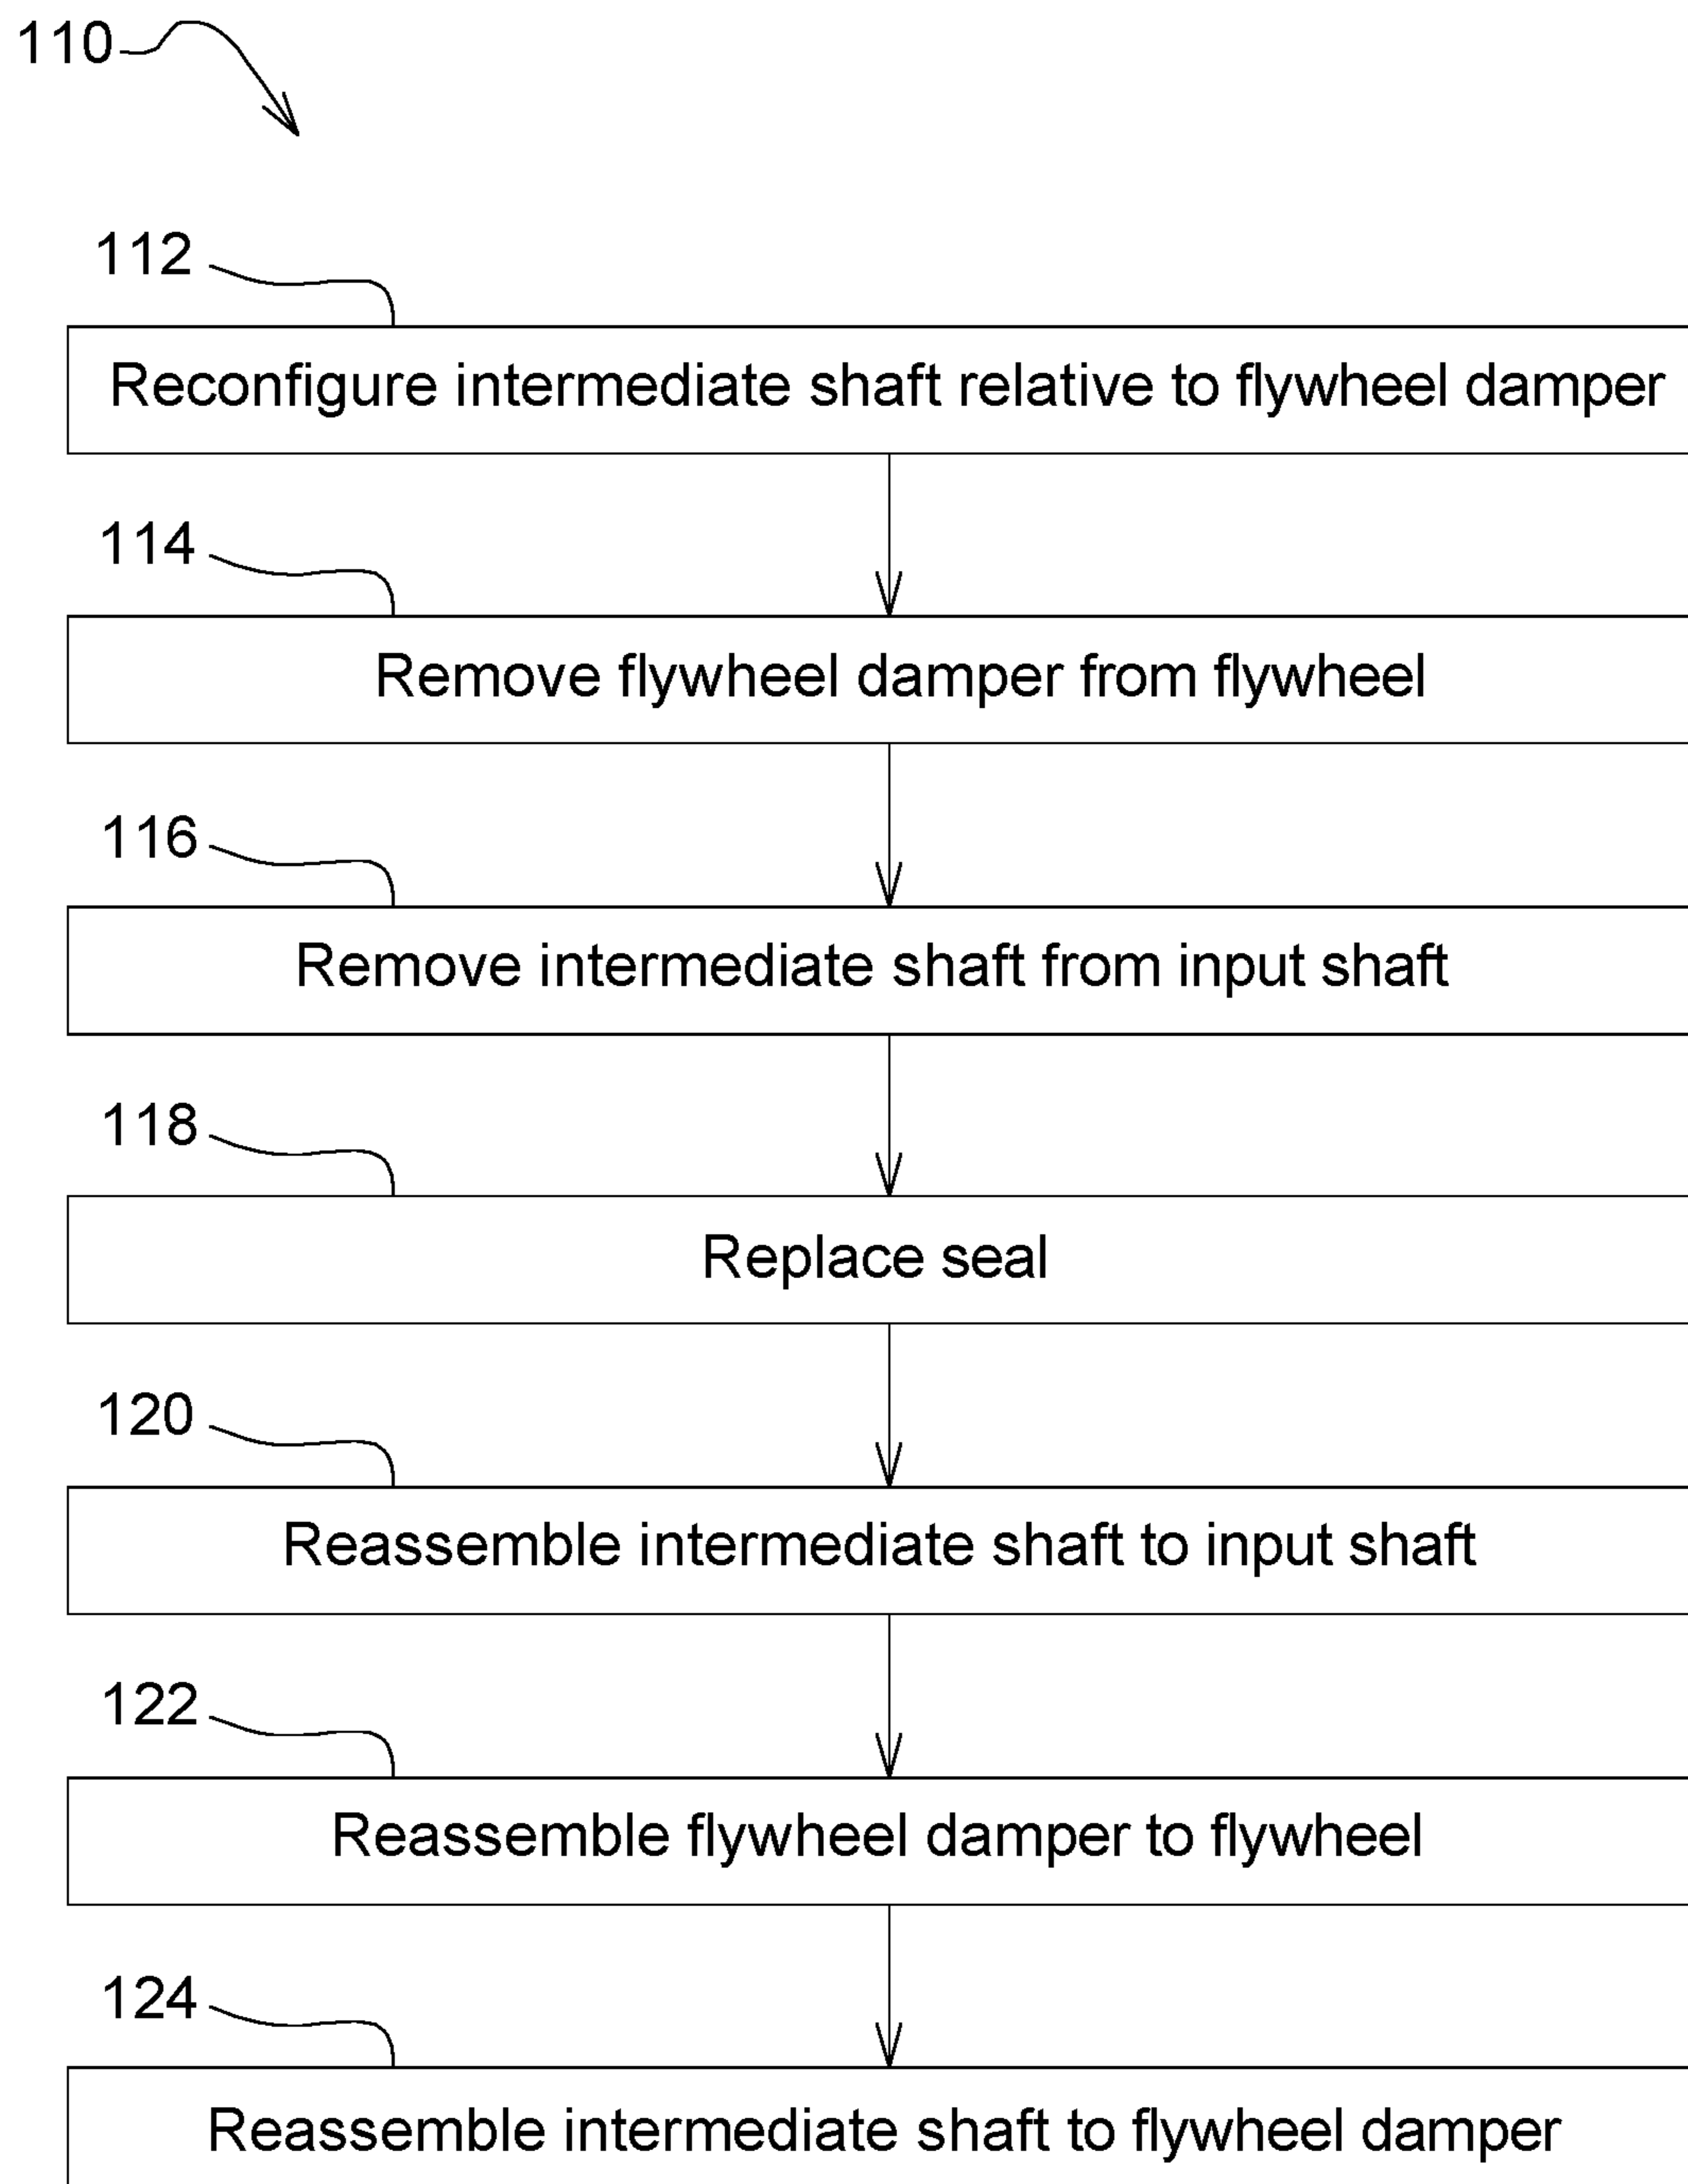 110
112
Reconfigure intermediate shaft relative to flywheel damper
114
Remove flywheel damper from flywheel
116
Remove intermediate shaft from input shaft
118
Replace seal
120
Reassemble intermediate shaft to input shaft
122
Reassemble flywheel damper to flywheel
124
Reassemble intermediate shaft to flywheel damper